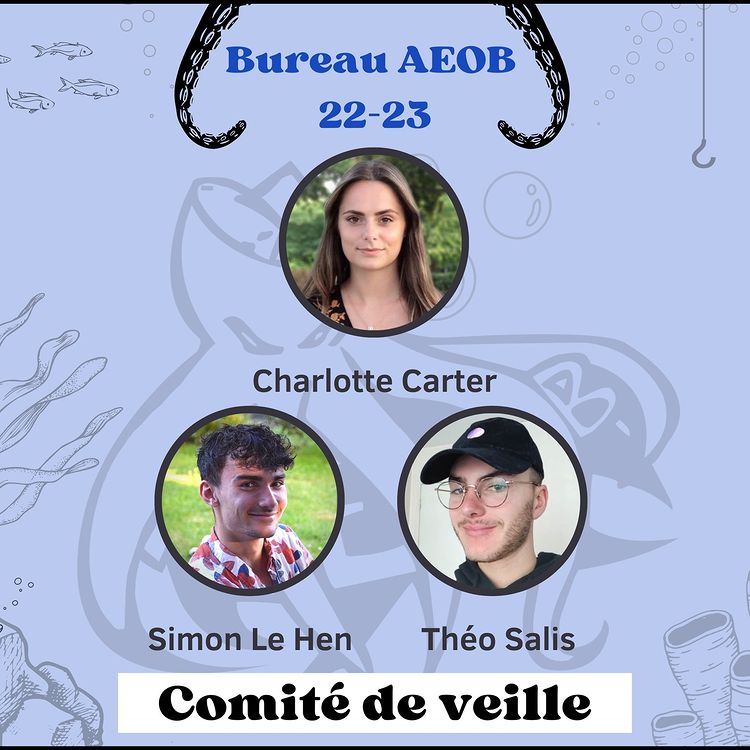 Bureau AEOB
22-23
Charlotte Carter
Simon Le Hen
Théo Salis
Comité de veille